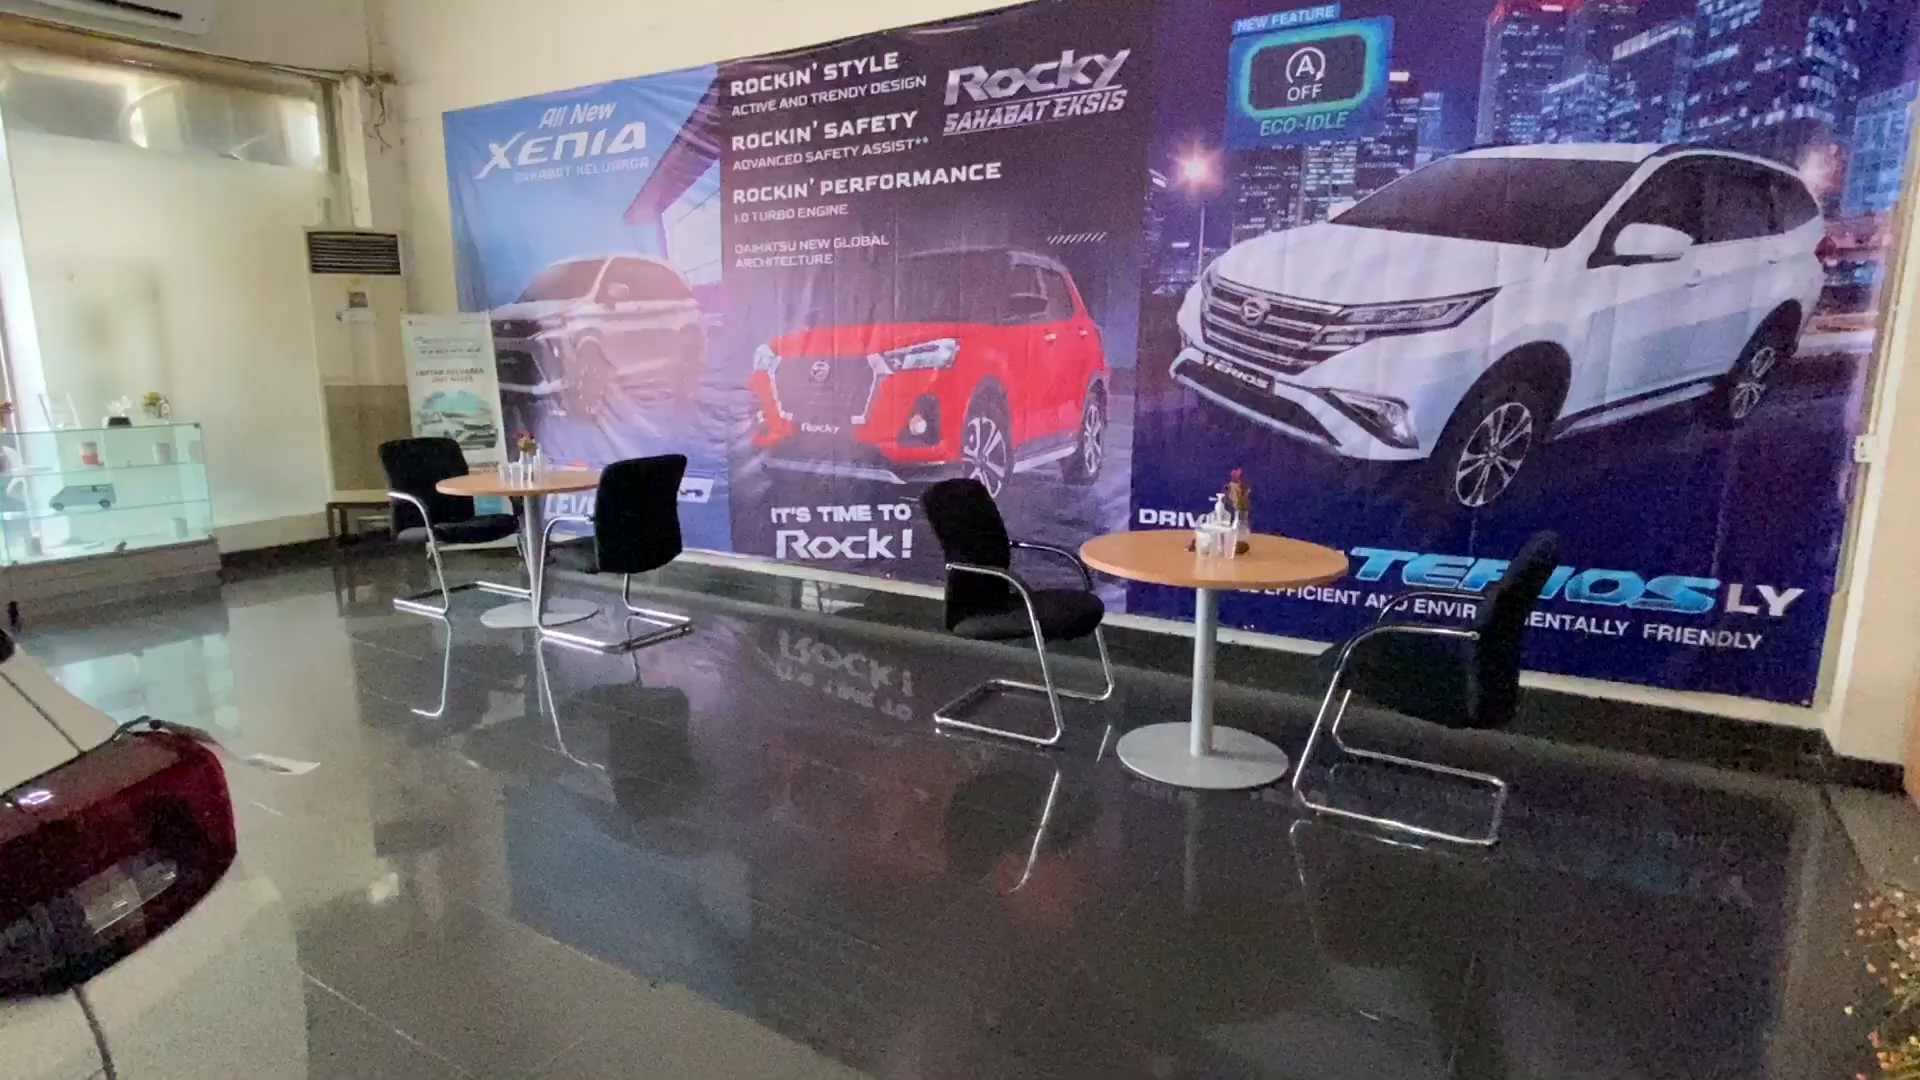 All New
XENIA
SAHABAT KELUARGA
ROCKIN' STYLE
ACTIVE AND TRENDY DESIGN
ROCKIN' SAFETY
ADVANCED SAFETY ASSIST**
ROCKIN' PERFORMANCE
1.0 TURBO ENGINE
DAIHATSU NEW GLOBAL
ARCHITECTURE
Rocky
SAHABAT EKSIS
Rocky
IT'S TIME TO
Rock!
NEW FEATURE
A
OFF
ECO-IDLE
TERIOS
DRIV
TERIOSLY
EFFICIENT AND ENVIR ENTALLY FRIENDLY